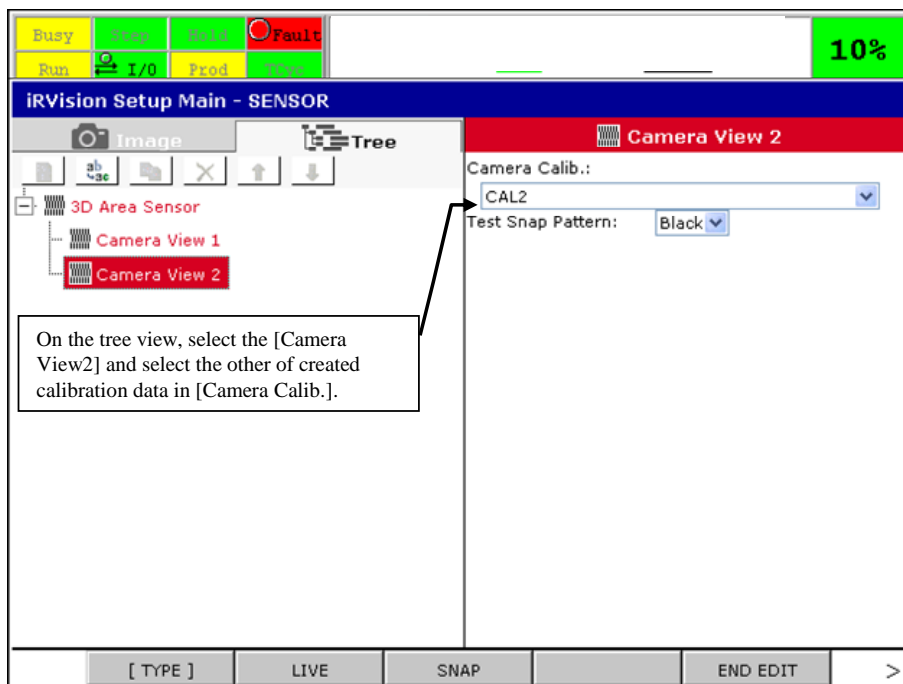 Busy Step Hold Fault
Run I/O Prod TCyc
10%
iRVision Setup Main - SENSOR
Image Tree
Camera View 2
ab
ac
Camera Calib.:
3D Area Sensor
CAL2
Camera View 1
Test Snap Pattern: Black
Camera View 2
On the tree view, select the [Camera
View2] and select the other of created
calibration data in [Camera Calib.].
[ TYPE ] LIVE SNAP END EDIT >